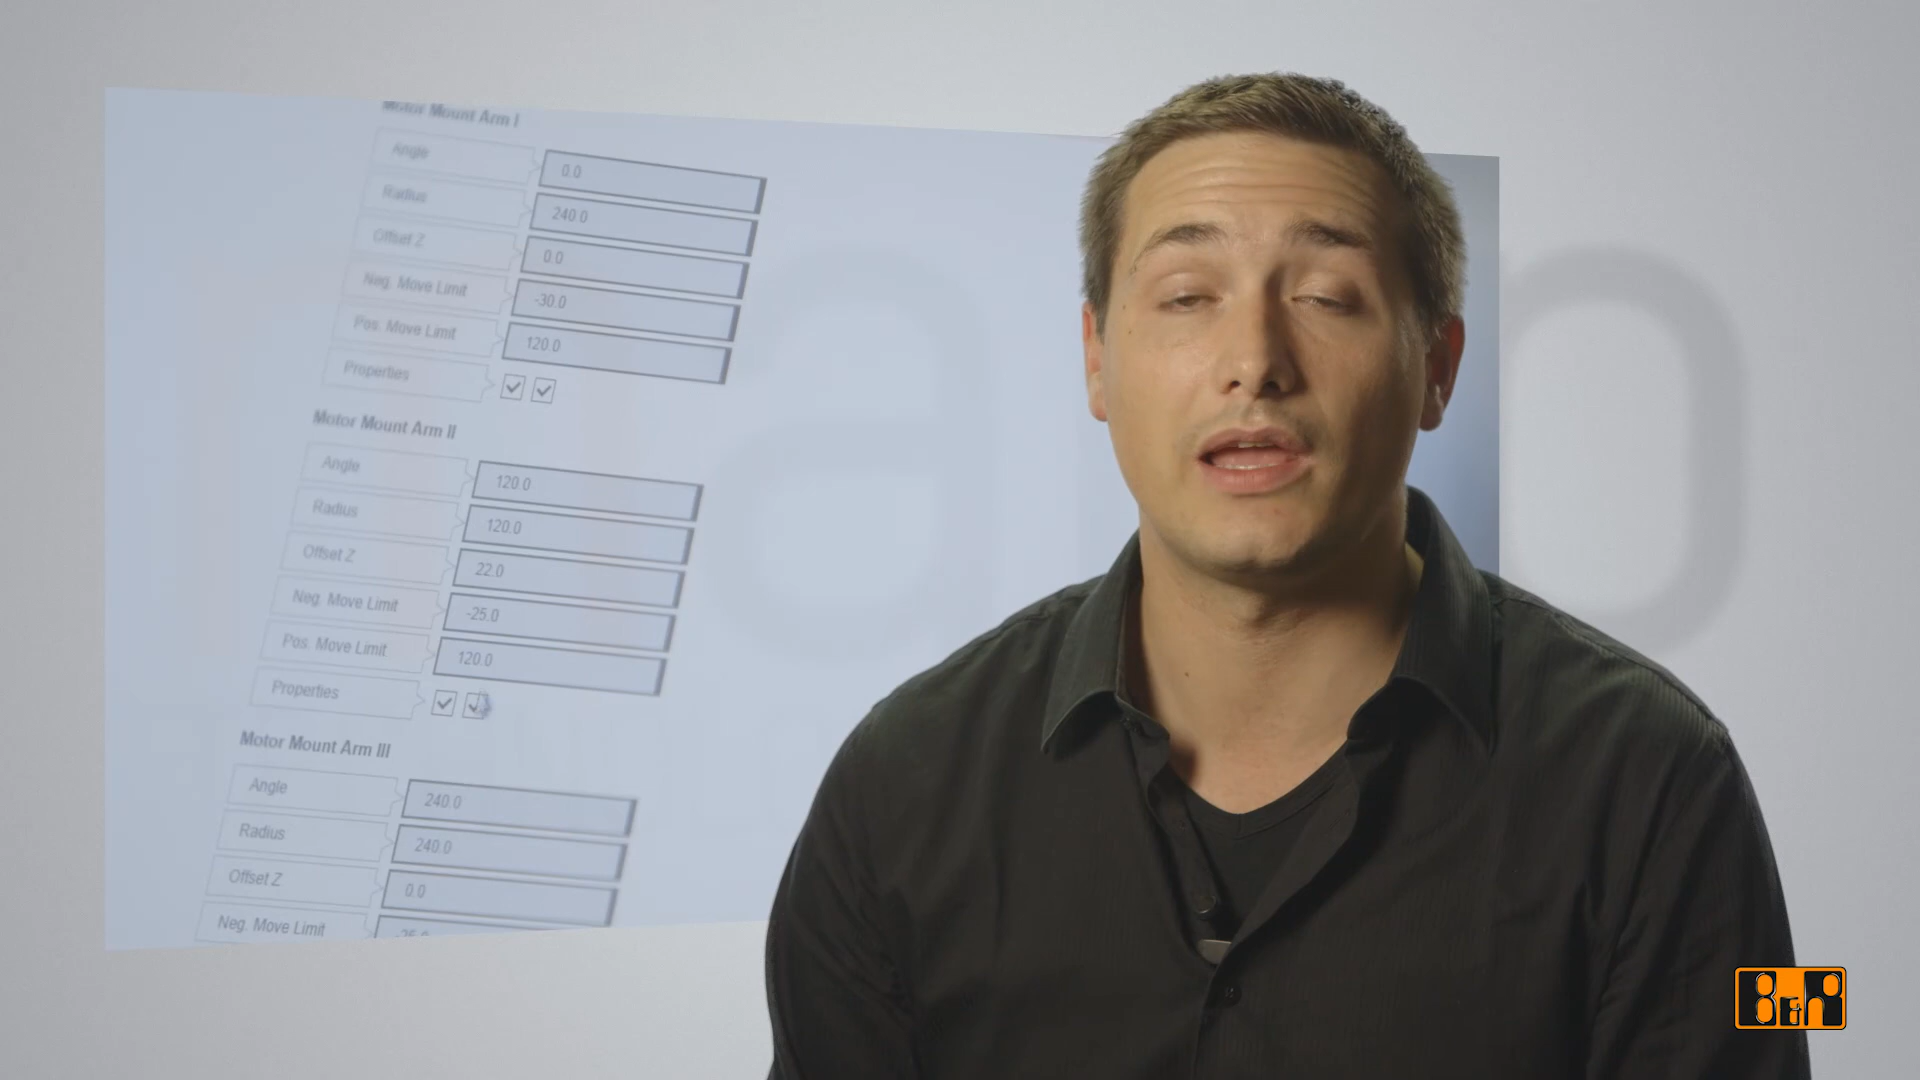 Motor Mount Arm I
Angle 0.0
Radius 240.0
Offset Z 0.0
Neg. Move Limit -30.0
Pos. Move Limit 120.0
Properties
Motor Mount Arm II
Angle 120.0
Radius 120.0
Offset Z 22.0
Neg. Move Limit -25.0
Pos. Move Limit 120.0
Properties
Motor Mount Arm III
Angle 240.0
Radius 240.0
Offset Z 0.0
Neg. Move Limit
B&R